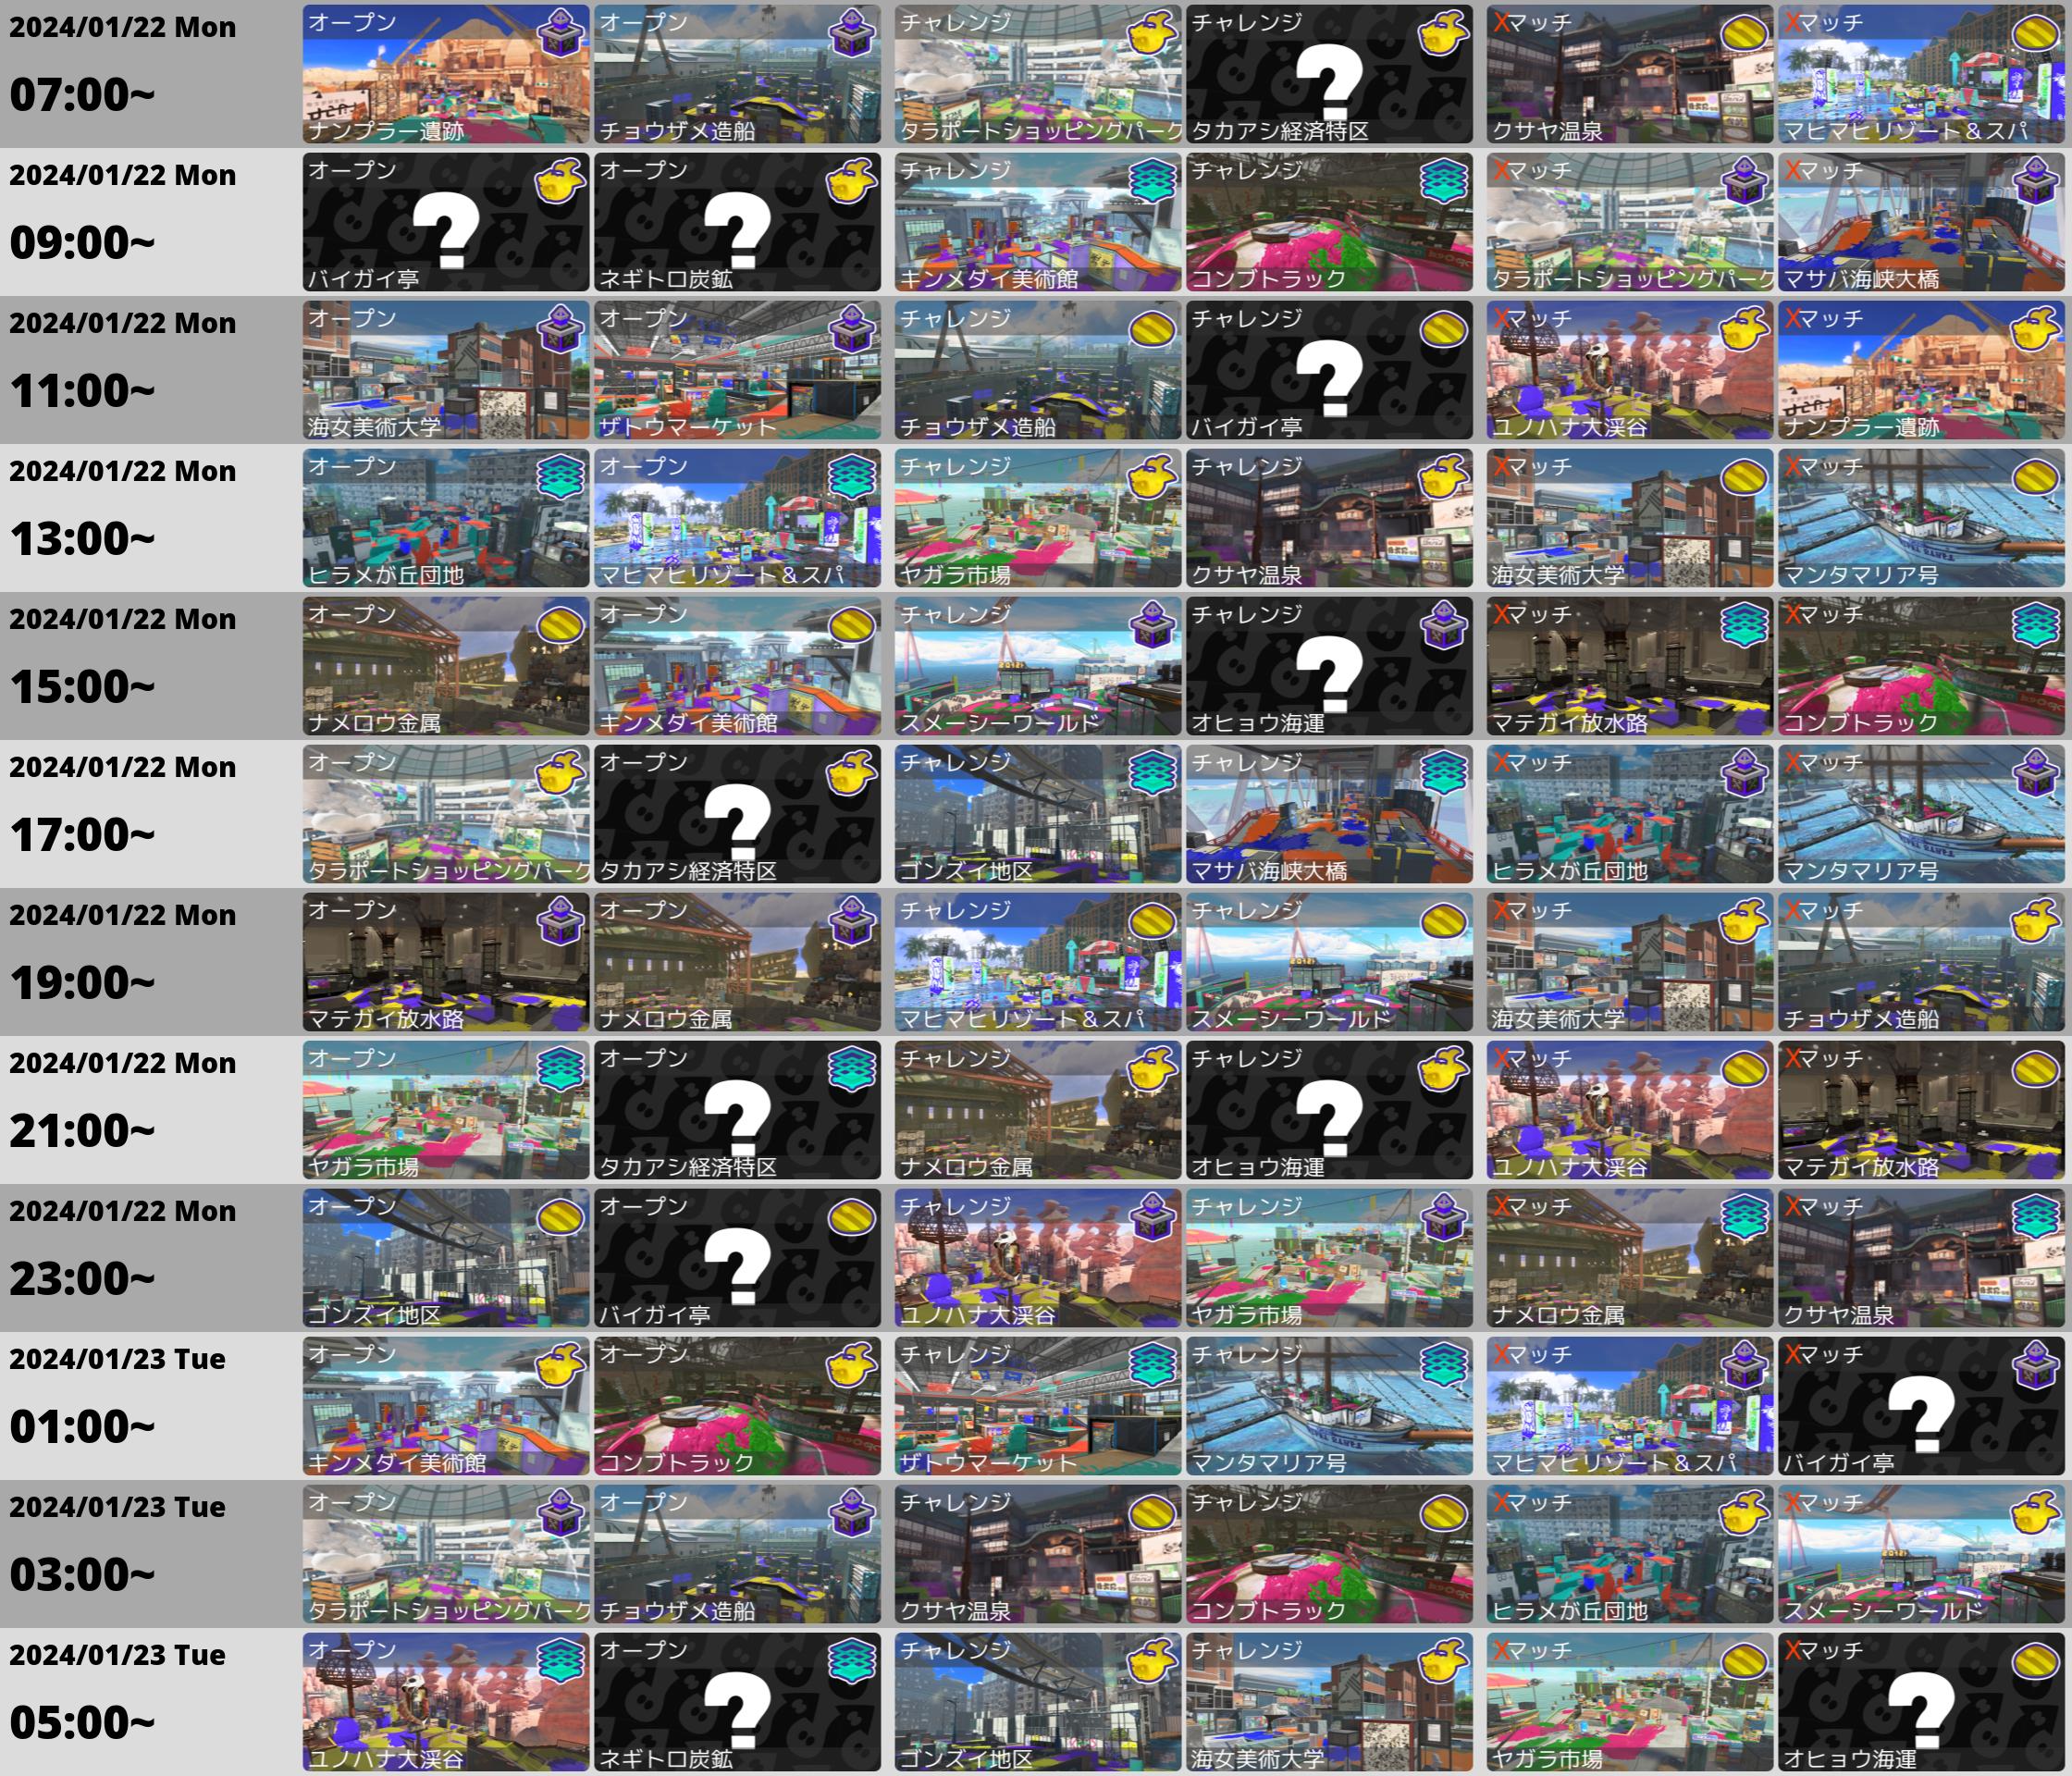 2024/01/22 Mon
07:00~
オープン
ナンプラー遺跡
オープン
チョウザメ造船
チャレンジ
タラポートショッピングパーク
チャレンジ
タカアシ経済特区
Xマッチ
クサヤ温泉
Xマッチ
マヒマヒリゾート&スパ
2024/01/22 Mon
09:00~
オープン
バイガイ亭
オープン
ネギトロ炭鉱
チャレンジ
キンメダイ美術館
チャレンジ
コンブトラック
Xマッチ
タラポートショッピングパーク
Xマッチ
マサバ海峡大橋
2024/01/22 Mon
11:00~
オープン
海女美術大学
オープン
ザトウマーケット
チャレンジ
チョウザメ造船
チャレンジ
バイガイ亭
Xマッチ
ユノハナ大渓谷
Xマッチ
ナンプラー遺跡
2024/01/22 Mon
13:00~
オープン
ヒラメが丘団地
オープン
マヒマヒリゾート&スパ
チャレンジ
ヤガラ市場
チャレンジ
クサヤ温泉
Xマッチ
海女美術大学
Xマッチ
マンタマリア号
2024/01/22 Mon
15:00~
オープン
ナメロウ金属
オープン
キンメダイ美術館
チャレンジ
スメーシーワールド
チャレンジ
オヒョウ海運
Xマッチ
マテガイ放水路
Xマッチ
コンブトラック
2024/01/22 Mon
17:00~
オープン
タラポートショッピングパーク
オープン
タカアシ経済特区
チャレンジ
ゴンズイ地区
チャレンジ
マサバ海峡大橋
Xマッチ
ヒラメが丘団地
Xマッチ
マンタマリア号
2024/01/22 Mon
19:00~
オープン
マテガイ放水路
オープン
ナメロウ金属
チャレンジ
マヒマヒリゾート&スパ
チャレンジ
スメーシーワールド
Xマッチ
海女美術大学
Xマッチ
チョウザメ造船
2024/01/22 Mon
21:00~
オープン
ヤガラ市場
オープン
タカアシ経済特区
チャレンジ
ナメロウ金属
チャレンジ
オヒョウ海運
Xマッチ
ユノハナ大渓谷
Xマッチ
マテガイ放水路
2024/01/22 Mon
23:00~
オープン
ゴンズイ地区
オープン
バイガイ亭
チャレンジ
ユノハナ大渓谷
チャレンジ
ヤガラ市場
Xマッチ
ナメロウ金属
Xマッチ
クサヤ温泉
2024/01/23 Tue
01:00~
オープン
キンメダイ美術館
オープン
コンブトラック
チャレンジ
ザトウマーケット
チャレンジ
マンタマリア号
Xマッチ
マヒマヒリゾート&スパ
Xマッチ
バイガイ亭
2024/01/23 Tue
03:00~
オープン
タラポートショッピングパーク
オープン
チョウザメ造船
チャレンジ
クサヤ温泉
チャレンジ
コンブトラック
Xマッチ
ヒラメが丘団地
Xマッチ
スメーシーワールド
2024/01/23 Tue
05:00~
オープン
ユノハナ大渓谷
オープン
ネギトロ炭鉱
チャレンジ
ゴンズイ地区
チャレンジ
海女美術大学
Xマッチ
ヤガラ市場
Xマッチ
オヒョウ海運